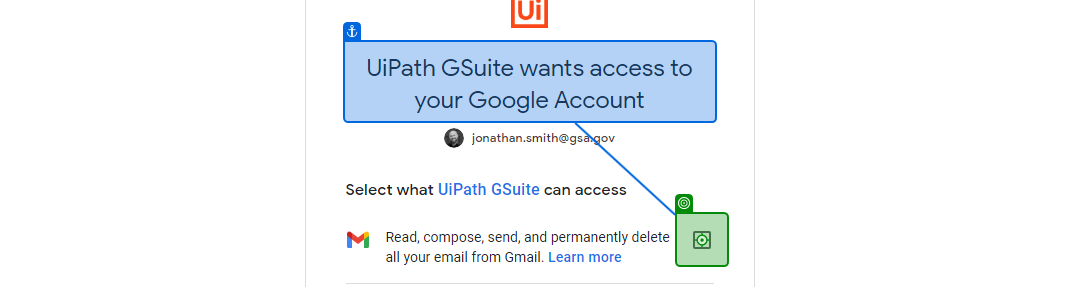 Ui
UiPath GSuite wants access to
your Google Account
jonathan.smith@gsa.gov
Select what UiPath GSuite can access
Read, compose, send, and permanently delete
all your email from Gmail. Learn more